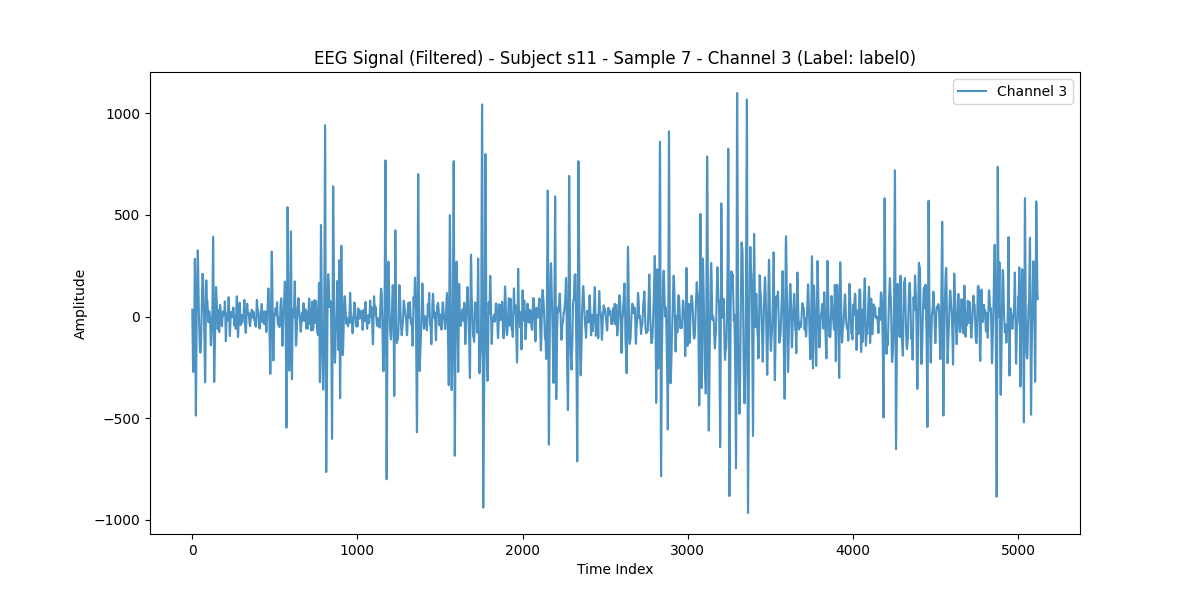 EEG Signal (Filtered) - Subject s11 - Sample 7 - Channel 3 (Label: label0)
Channel 3
1000
500
0
−500
−1000
Amplitude
0 1000 2000 3000 4000 5000
Time Index